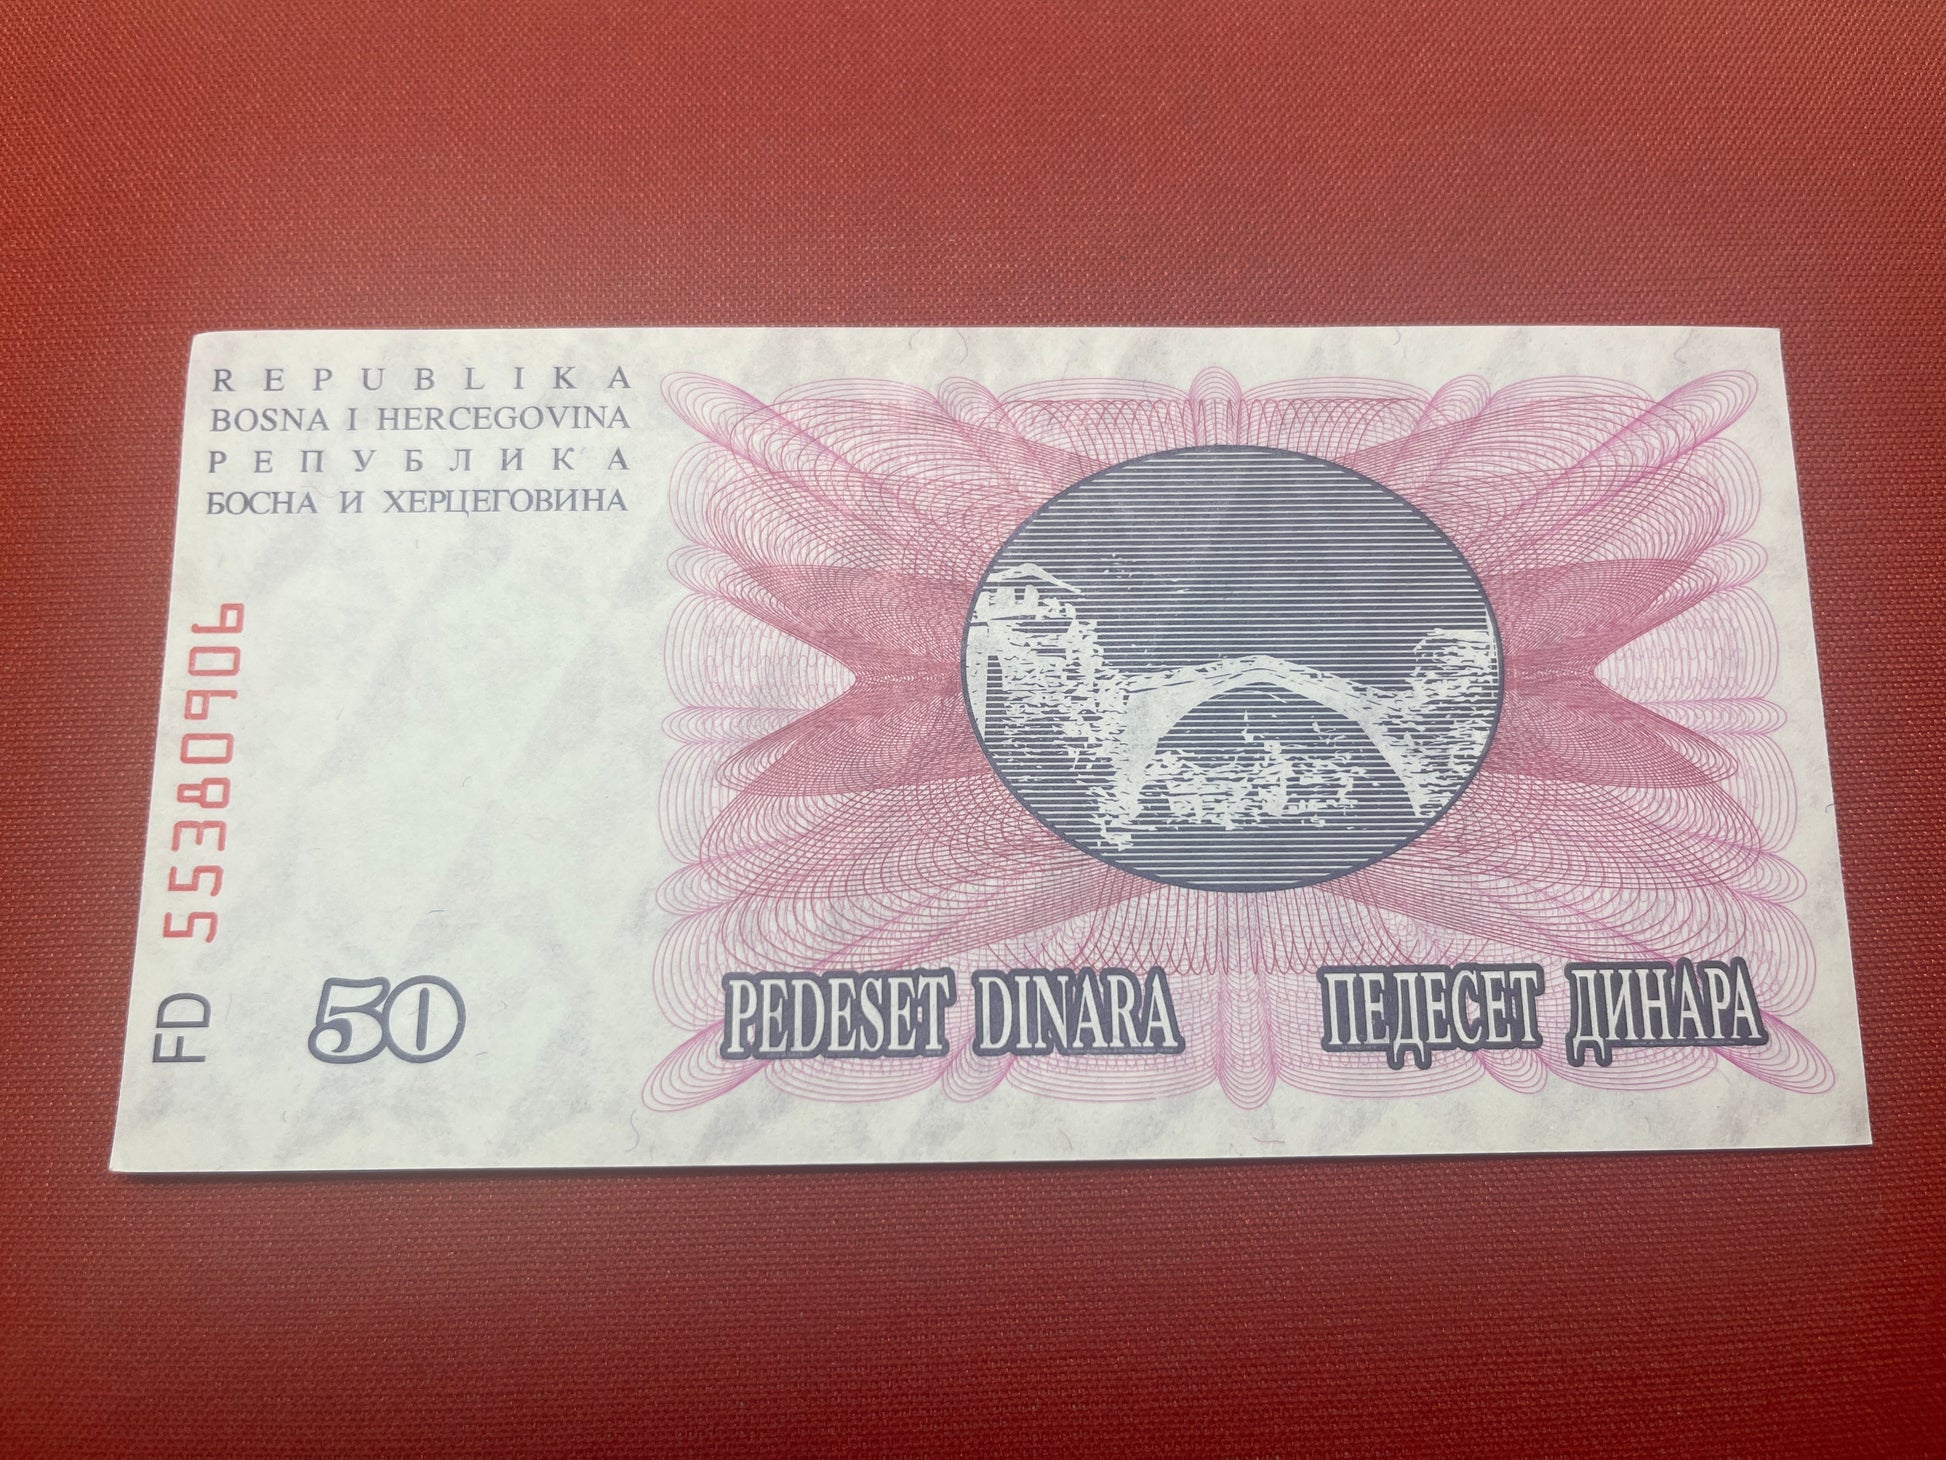 REPUBLIKA
BOSNA I HERCEGOVINA
РЕПУБЛИКА
БОСНА И ХЕРЦЕГОВИНА
FD 55380906
50
PEDESET DINARA
ПЕДЕСЕТ ДИНАРА